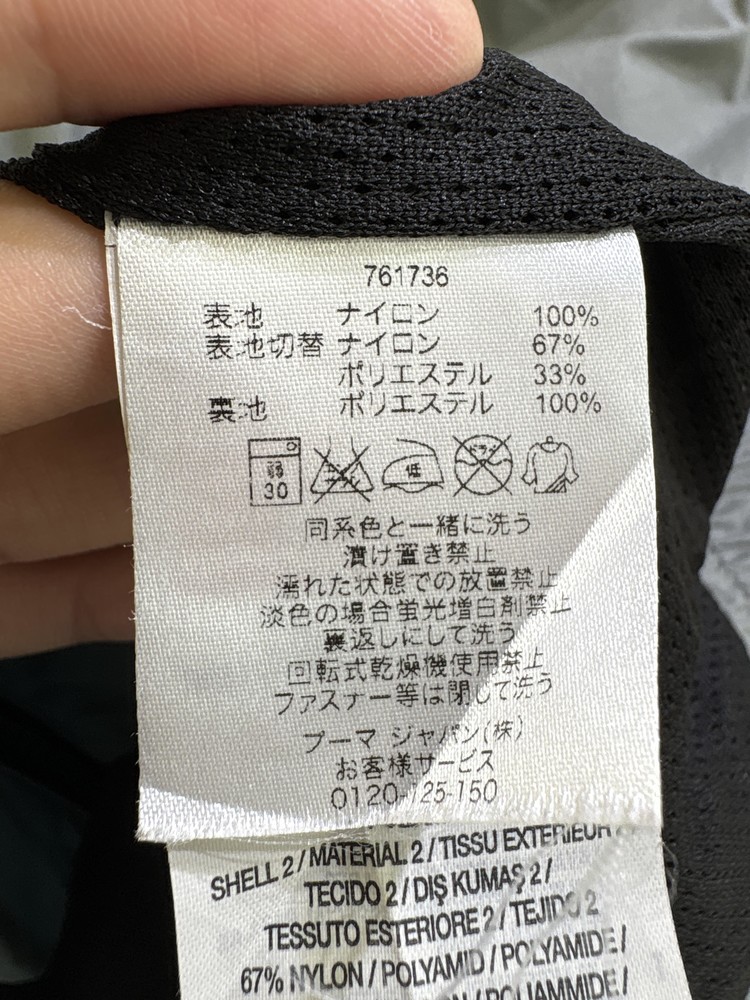 761736
表地 ナイロン 100%
表地切替 ナイロン 67%
ポリエステル 33%
裏地 ポリエステル 100%
弱 30 低 ドライ
同系色と一緒に洗う
漬け置き禁止
濡れた状態での放置禁止
淡色の場合蛍光増白剤禁止
裏返しにして洗う
回転式乾燥機使用禁止
ファスナー等は閉じて洗う
プーマ ジャパン(株)
お客様サービス
0120-125-150
SHELL 2 / MATERIAL 2 / TISSU EXTERIEUR
TECIDO 2 / DIŞ KUMAŞ 2 /
TESSUTO ESTERIORE 2 / TEJIDO 2
67% NYLON / POLYAMID / POLYAMIDE /